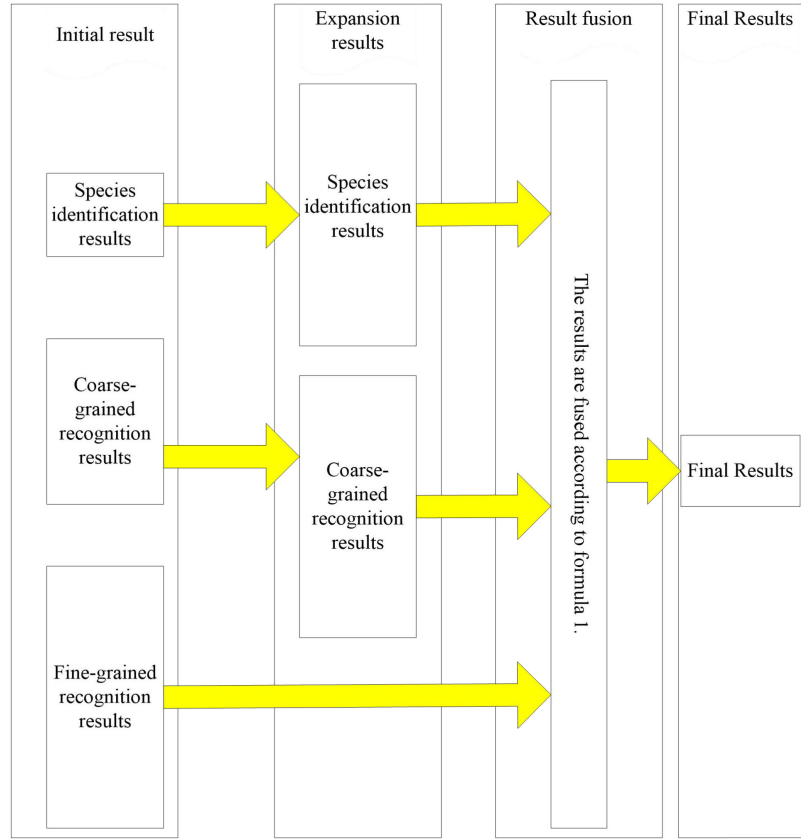 Initial result
Expansion
results
Result fusion
Final Results
Species
identification
results
Species
identification
results
Coarse-
grained
recognition
results
Coarse-
grained
recognition
results
Fine-grained
recognition
results
The results are fused according to formula 1.
Final Results